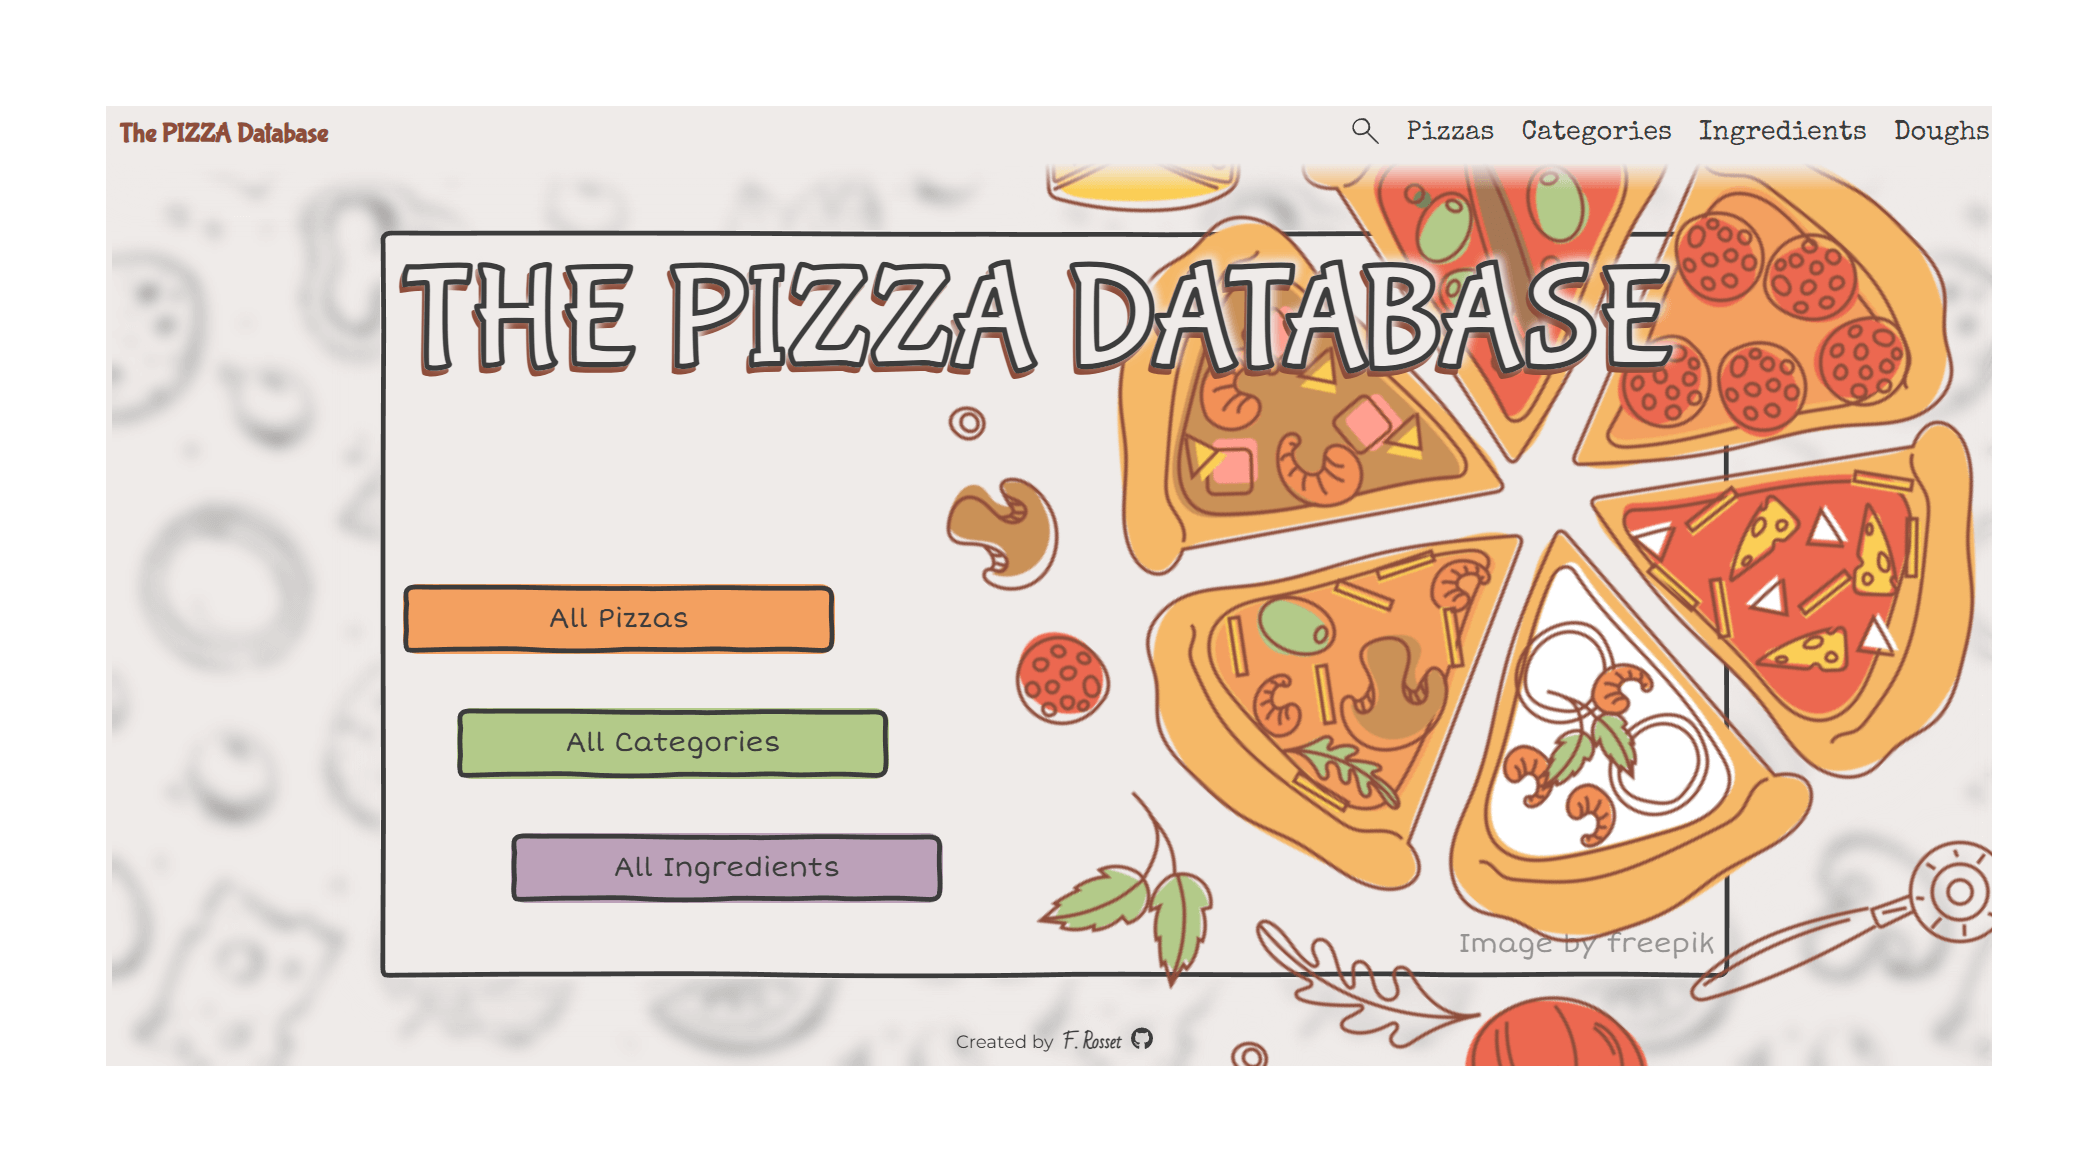 The PIZZA Database
Pizzas Categories Ingredients Doughs
THE PIZZA DATABASE
All Pizzas
All Categories
All Ingredients
Image by freepik
Created by F. Rosset